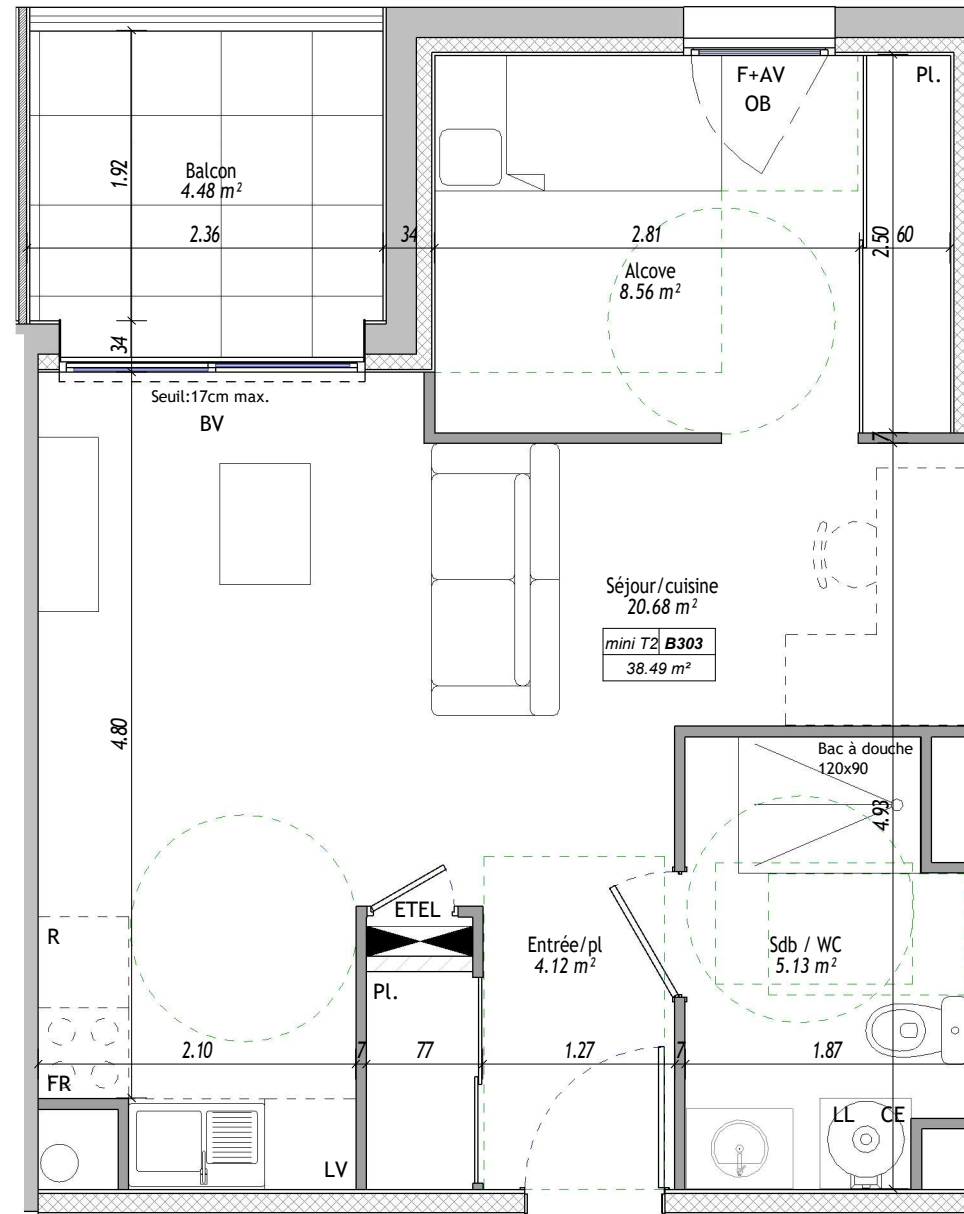 F+AV
OB
Pl.
1.92
Balcon
4.48 m²
2.36
34
2.81
2.50
60
Alcove
8.56 m²
34
Seuil:17cm max.
BV
7
Séjour/cuisine
20.68 m²
mini T2 B303
38.49 m²
4.80
Bac à douche
120x90
4.93
ETEL
R
Entrée/pl
4.12 m²
Sdb / WC
5.13 m²
Pl.
2.10
7
77
1.27
7
1.87
FR
LL
CE
LV